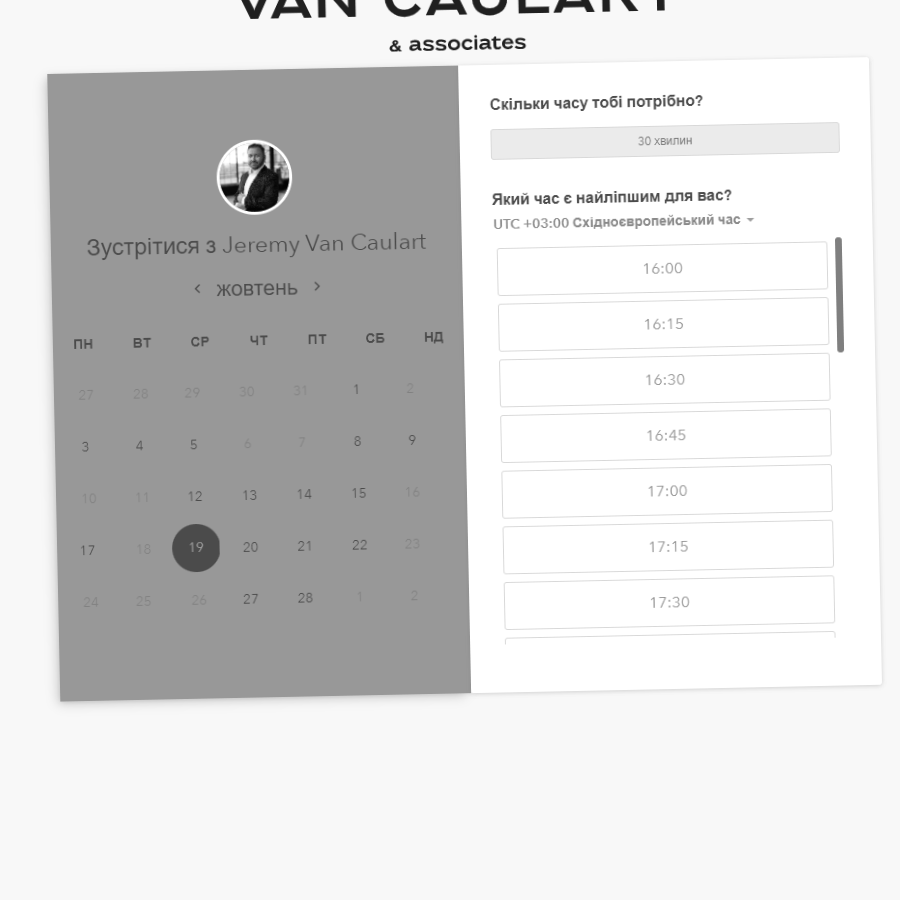 VAN CAULART
& associates
Зустрітися з Jeremy Van Caulart
жовтень
ПН ВТ СР ЧТ ПТ СБ НД
27 28 29 30 31 1 2
3 4 5 6 7 8 9
10 11 12 13 14 15 16
17 18 19 20 21 22 23
24 25 26 27 28 1 2
Скільки часу тобі потрібно?
30 хвилин
Який час є найліпшим для вас?
UTC +03:00 Східноєвропейський час
16:00
16:15
16:30
16:45
17:00
17:15
17:30